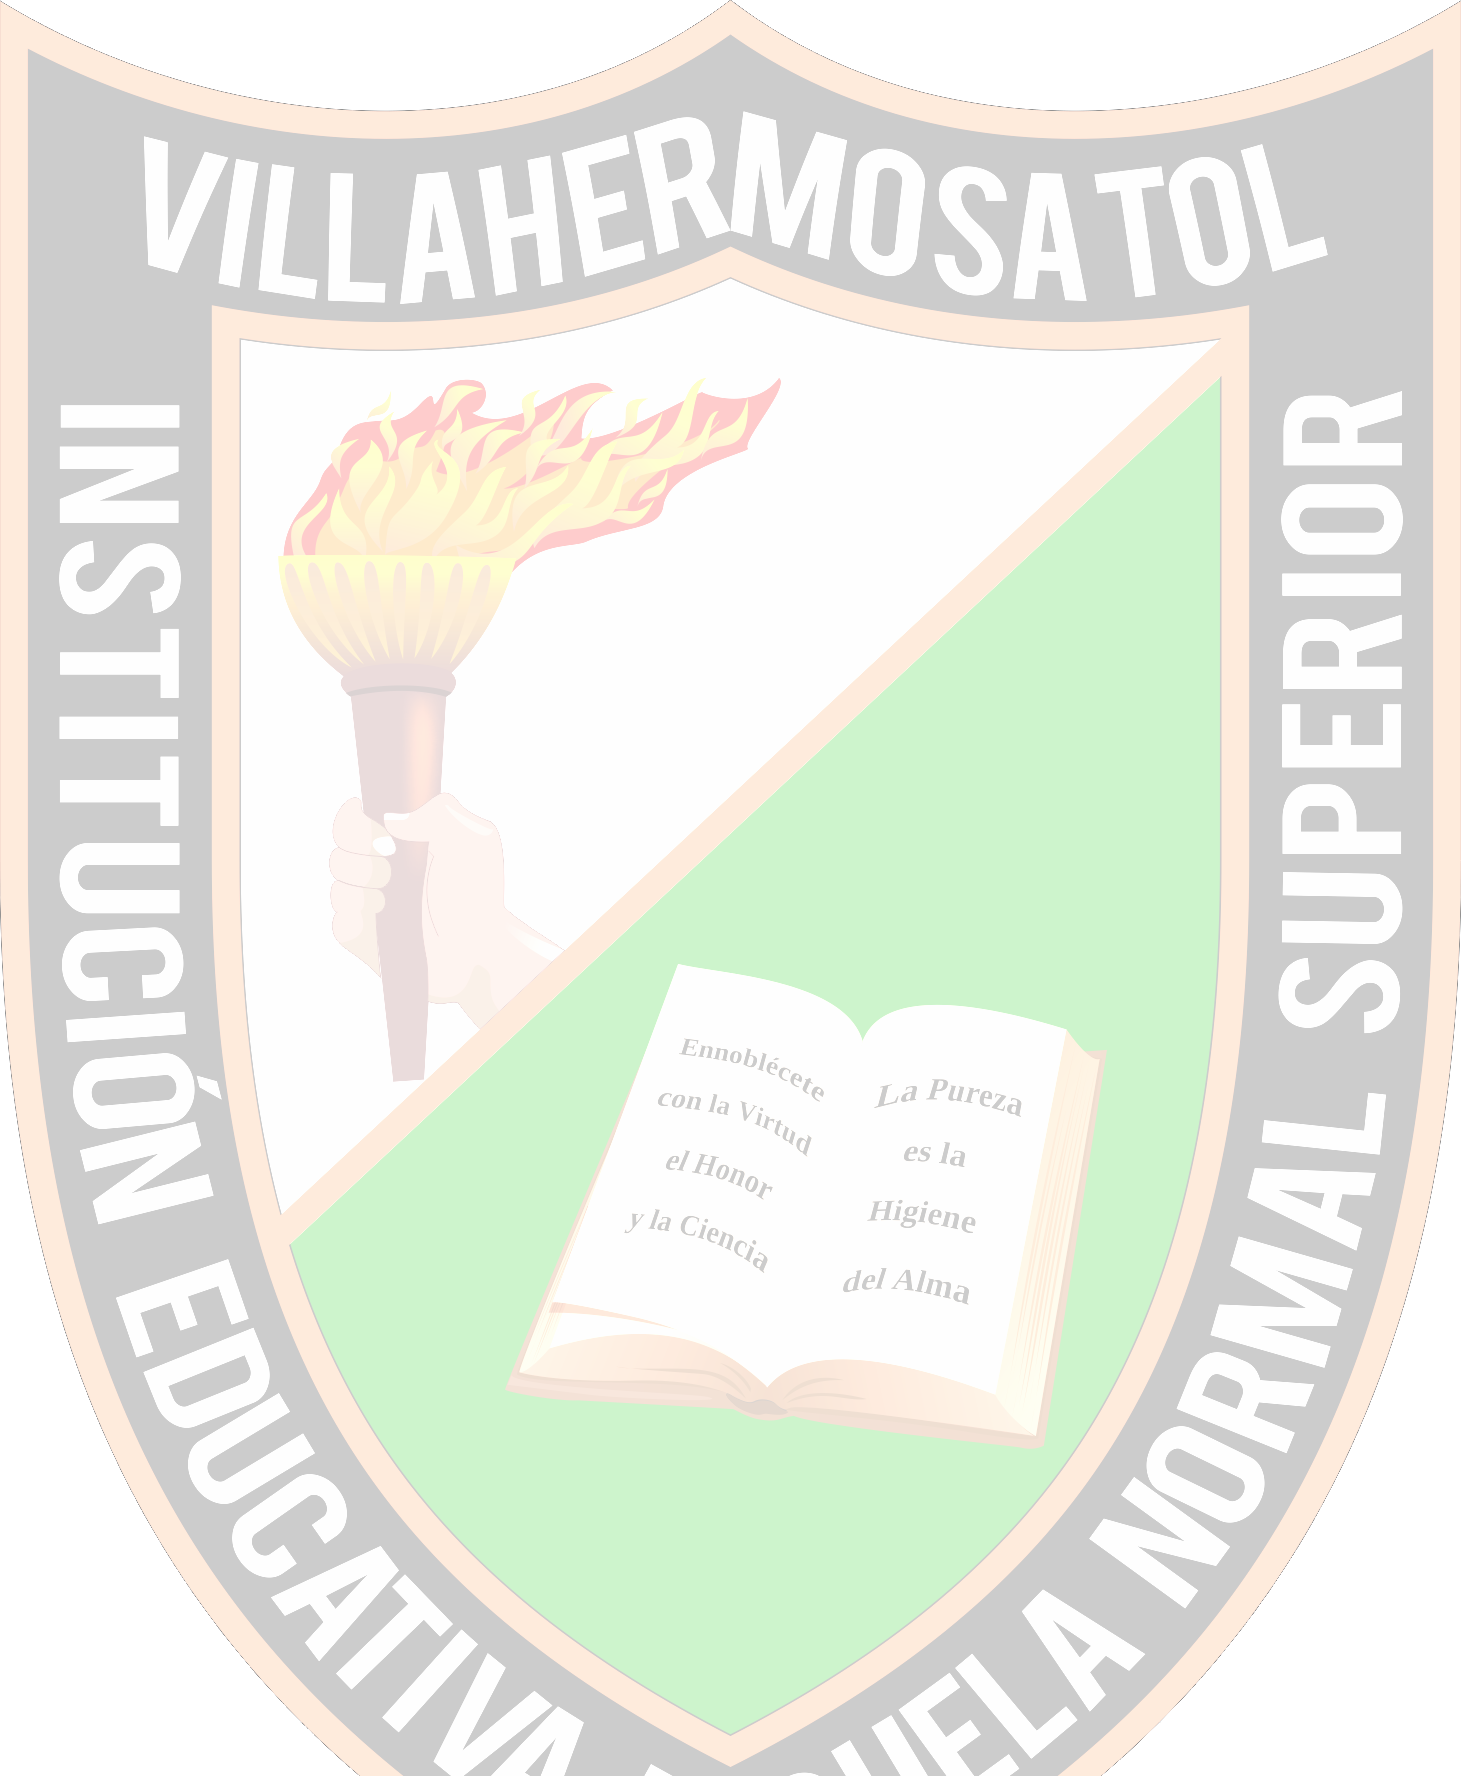 VILLAHERMOSA TOL
INSTITUCIÓN EDUCATIVA
NORMAL SUPERIOR
Ennoblécete
con la Virtud
el Honor
y la Ciencia
La Pureza
es la
Higiene
del Alma